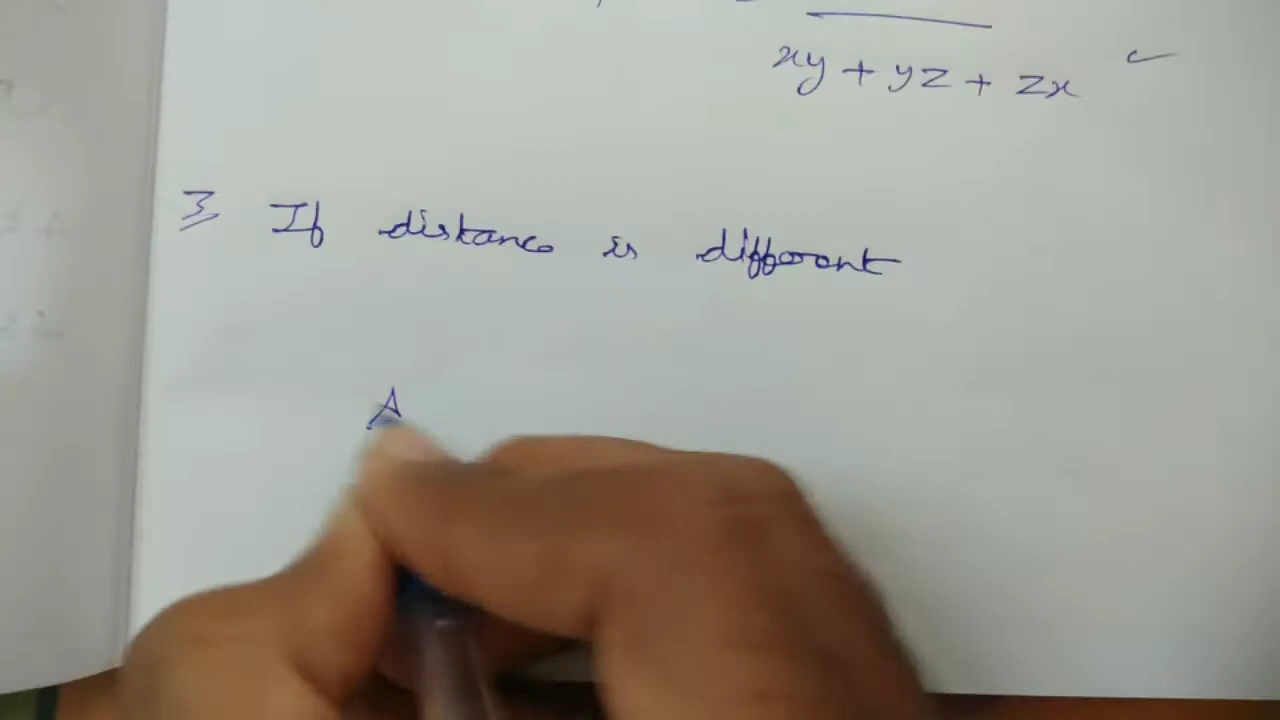 xy + yz + zx
3 If distance is different
A